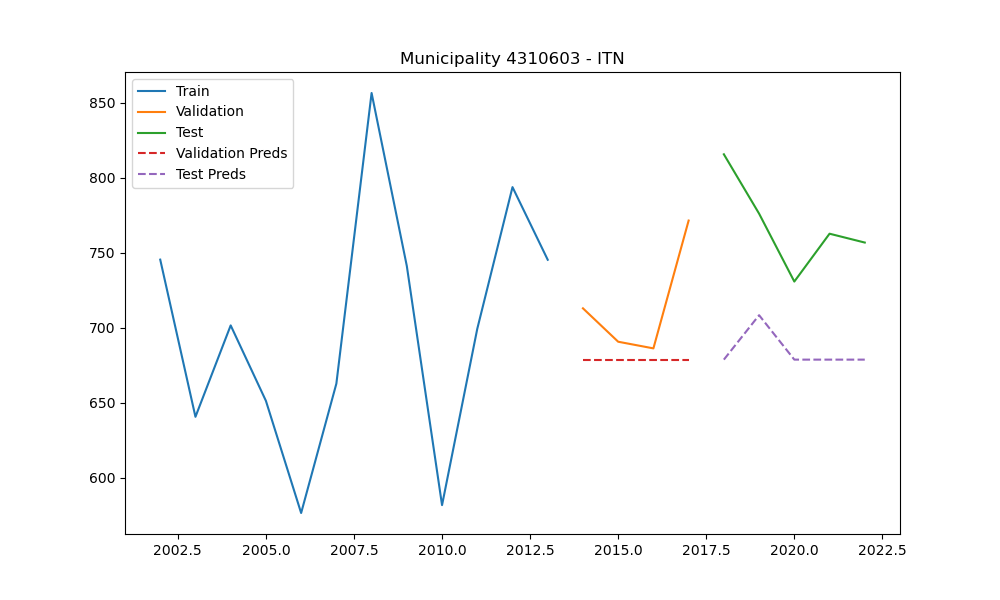 Municipality 4310603 - ITN
Train
Validation
Test
Validation Preds
Test Preds
850
800
750
700
650
600
2002.5 2005.0 2007.5 2010.0 2012.5 2015.0 2017.5 2020.0 2022.5